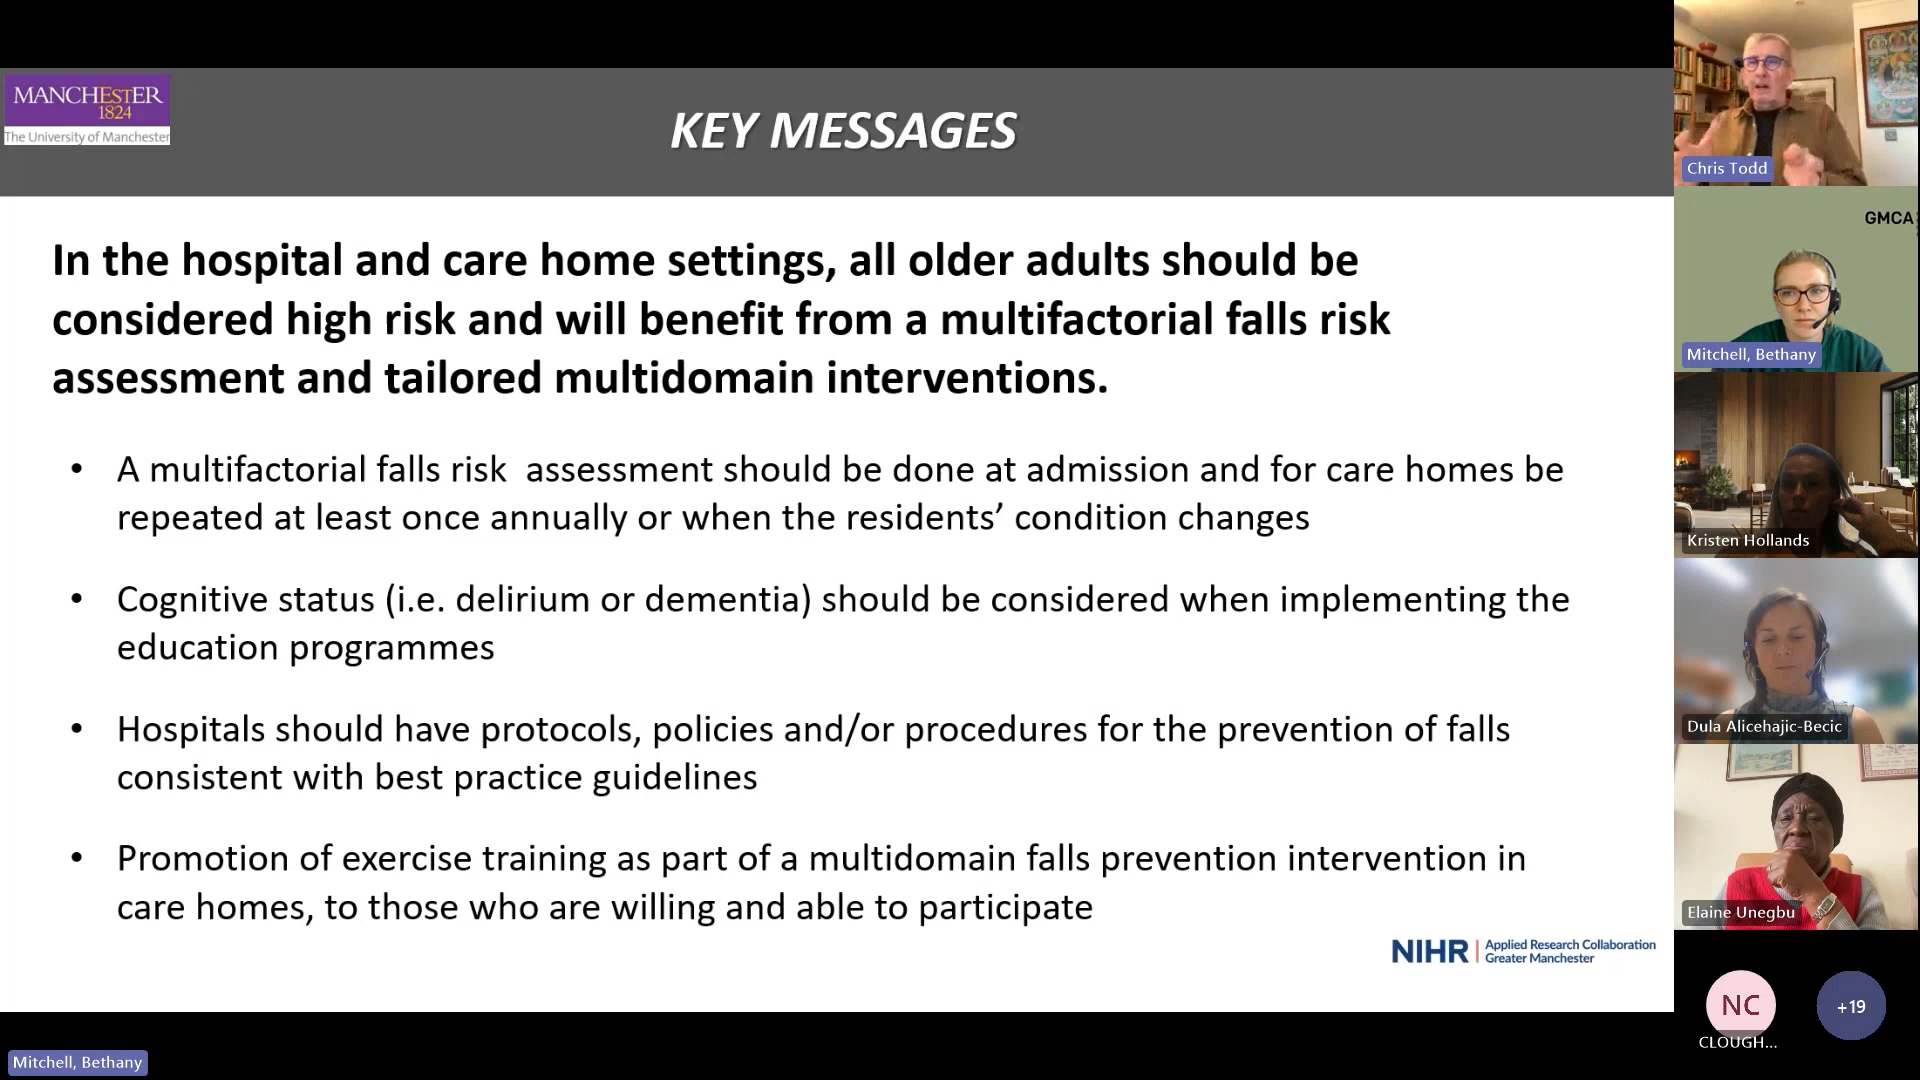 MANCHESTER
1824
The University of Manchester
KEY MESSAGES
In the hospital and care home settings, all older adults should be
considered high risk and will benefit from a multifactorial falls risk
assessment and tailored multidomain interventions.
• A multifactorial falls risk  assessment should be done at admission and for care homes be
repeated at least once annually or when the residents’ condition changes
• Cognitive status (i.e. delirium or dementia) should be considered when implementing the
education programmes
• Hospitals should have protocols, policies and/or procedures for the prevention of falls
consistent with best practice guidelines
• Promotion of exercise training as part of a multidomain falls prevention intervention in
care homes, to those who are willing and able to participate
NIHR | Applied Research Collaboration
Greater Manchester
Mitchell, Bethany
Chris Todd
GMCA
Mitchell, Bethany
Kristen Hollands
Dula Alicehajic-Becic
Elaine Unegbu
NC
CLOUGH...
+19